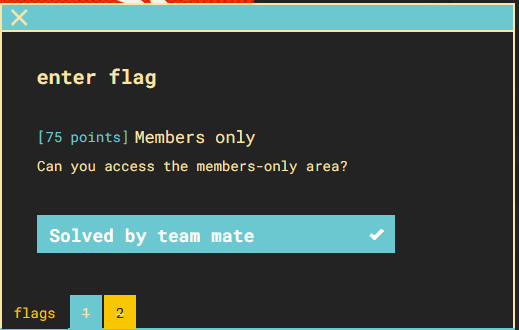 enter flag
[75 points] Members only
Can you access the members-only area?
Solved by team mate
flags 1 2